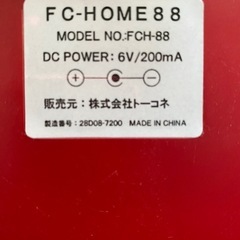 FC-HOME88
MODEL NO.:FCH-88
DC POWER: 6V/200mA
販売元：株式会社トーコネ
製造番号：28D08-7200 MADE IN CHINA